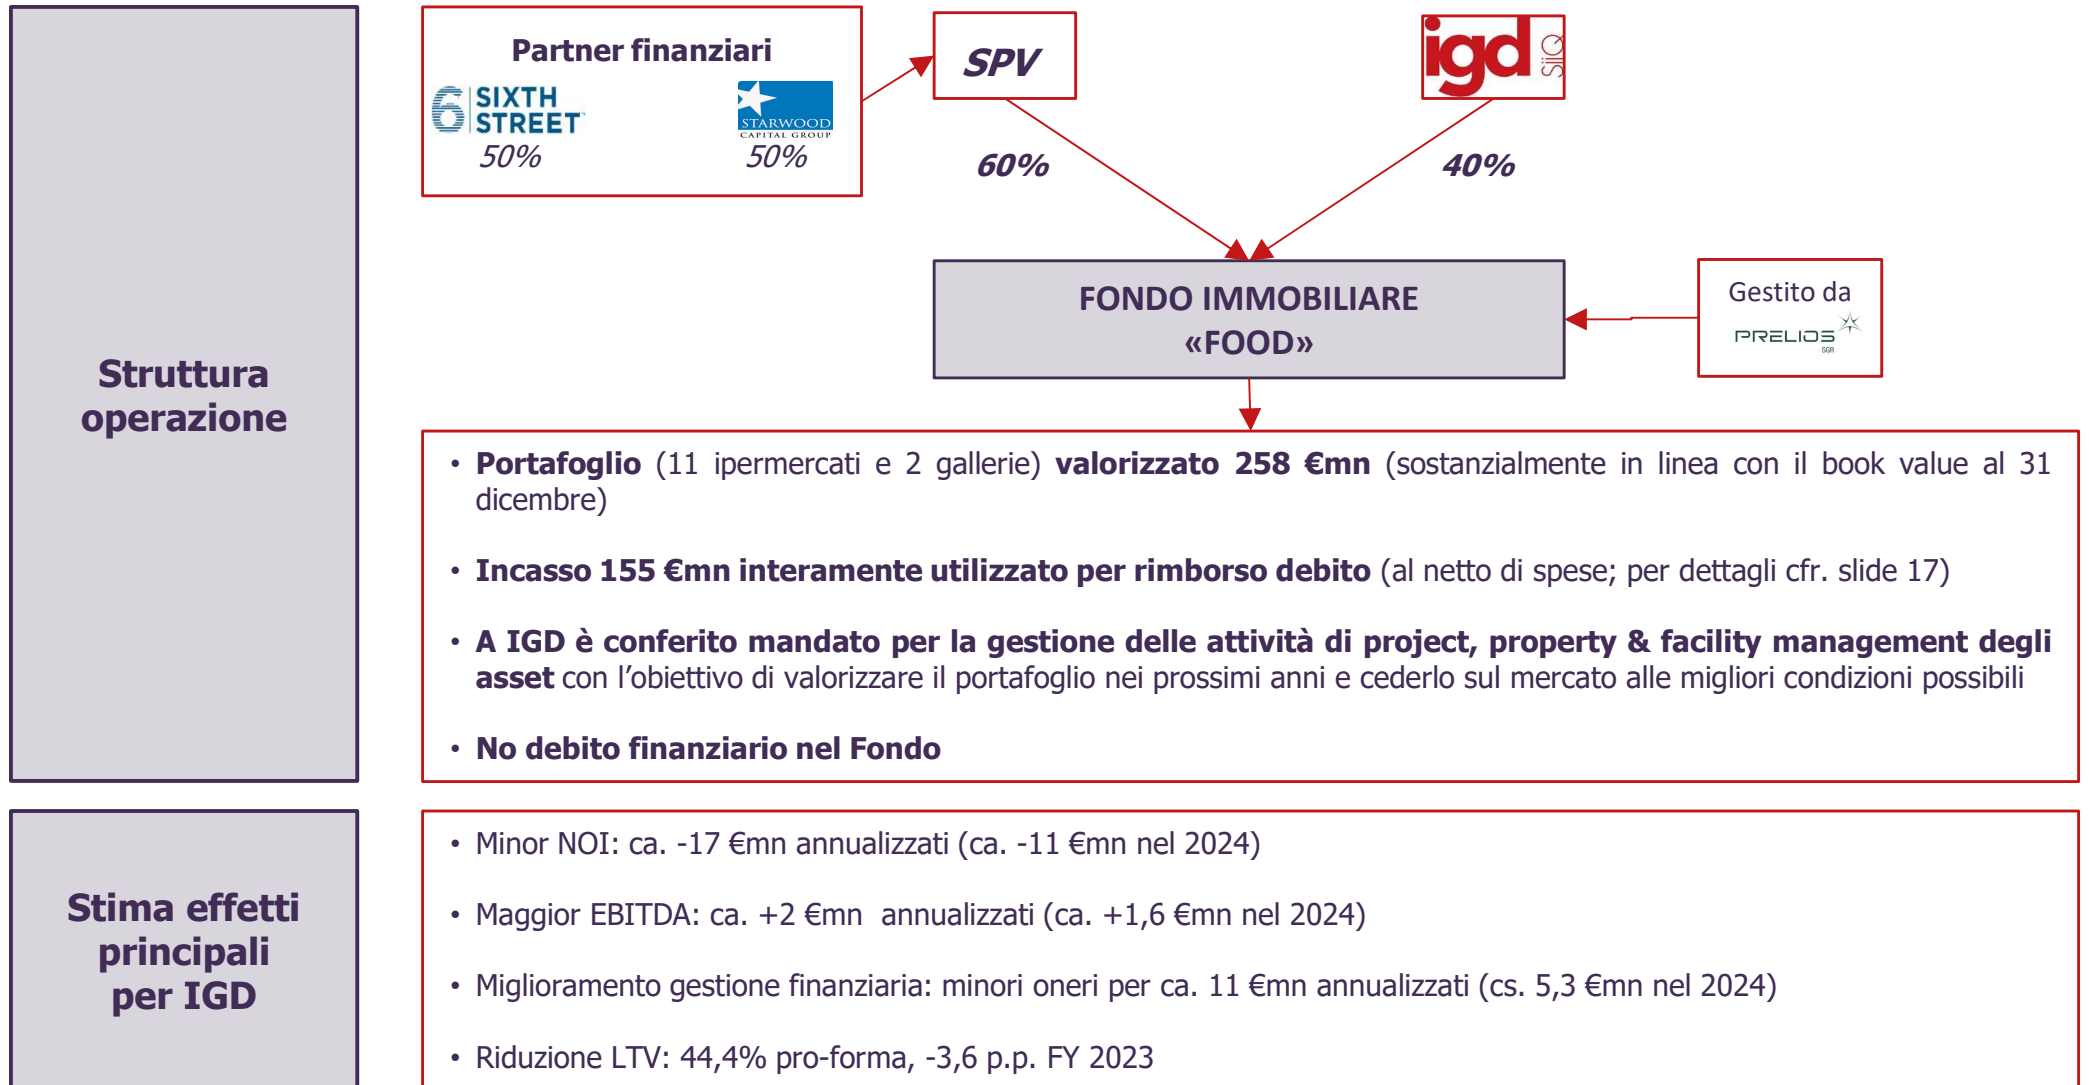 Struttura
operazione
Partner finanziari
6 SIXTH
STREET
50%
STARWOOD
CAPITAL GROUP
50%
SPV
60%
igd SIIQ
40%
FONDO IMMOBILIARE
«FOOD»
Gestito da
PRELIOS
SGR
• Portafoglio (11 ipermercati e 2 gallerie) valorizzato 258 €mn (sostanzialmente in linea con il book value al 31
dicembre)
• Incasso 155 €mn interamente utilizzato per rimborso debito (al netto di spese; per dettagli cfr. slide 17)
• A IGD è conferito mandato per la gestione delle attività di project, property & facility management degli
asset con l’obiettivo di valorizzare il portafoglio nei prossimi anni e cederlo sul mercato alle migliori condizioni possibili
• No debito finanziario nel Fondo
Stima effetti
principali
per IGD
• Minor NOI: ca. -17 €mn annualizzati (ca. -11 €mn nel 2024)
• Maggior EBITDA: ca. +2 €mn annualizzati (ca. +1,6 €mn nel 2024)
• Miglioramento gestione finanziaria: minori oneri per ca. 11 €mn annualizzati (cs. 5,3 €mn nel 2024)
• Riduzione LTV: 44,4% pro-forma, -3,6 p.p. FY 2023